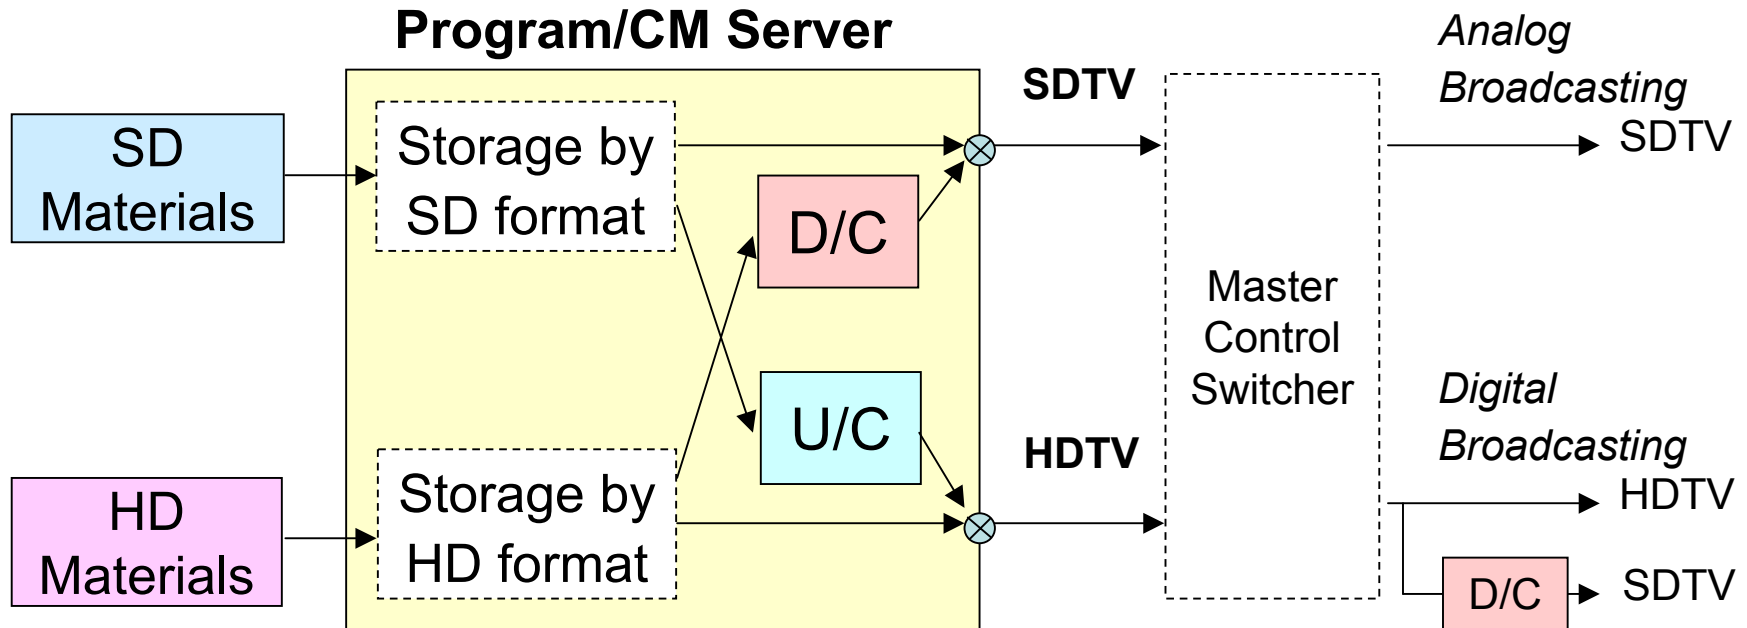 Program/CM Server
SD
Materials
Storage by
SD format
D/C
SDTV
Analog
Broadcasting
SDTV
Master
Control
Switcher
HD
Materials
Storage by
HD format
U/C
HDTV
Digital
Broadcasting
HDTV
D/C
SDTV